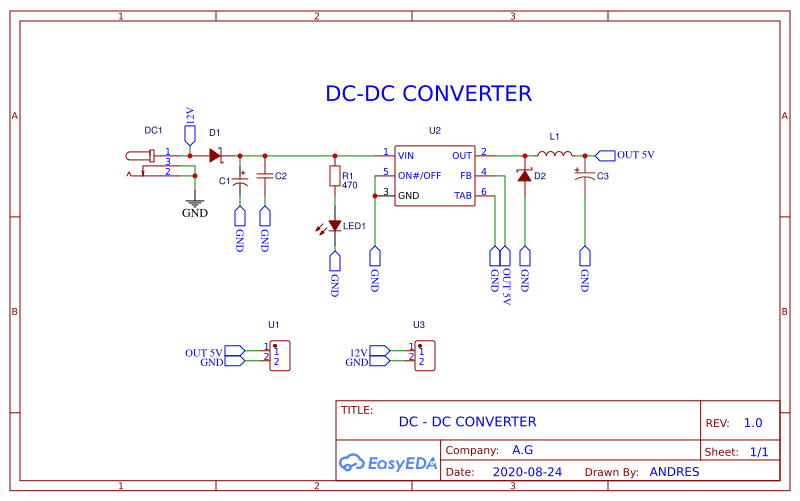 1 2 3
A A
DC-DC CONVERTER
12V
DC1 D1 U2 L1
1 1 VIN OUT 2 OUT 5V
3
2 C1 C2 R1 470 5 ON#/OFF FB 4 D2 C3
3 GND TAB 6
GND
LED1
GND GND GND GND GND OUT 5V GND GND
B B
U1 U3
OUT 5V 1 1 12V 1 1
GND 2 2 GND 2 2
TITLE:
DC - DC CONVERTER REV: 1.0
EasyEDA Company: A.G Sheet: 1/1
Date: 2020-08-24 Drawn By: ANDRES
1 2 3